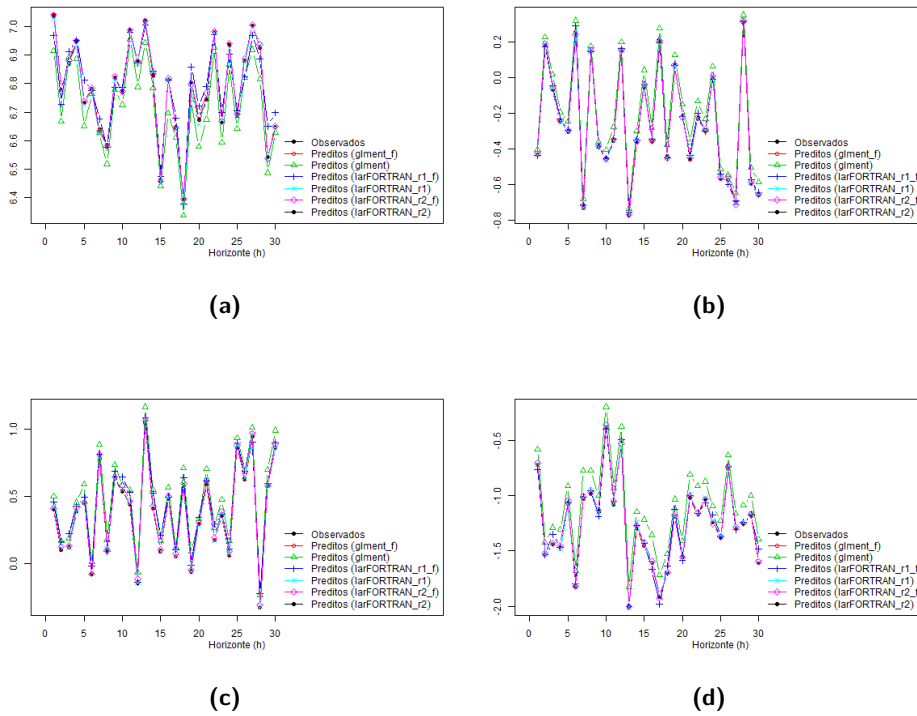 7.0
6.9
6.8
6.7
6.6
6.5
6.4
0 5 10 15 20 25 30
Horizonte (h)
Observados
Preditos (glment_f)
Preditos (glment)
Preditos (larFORTRAN_r1_f)
Preditos (larFORTRAN_r1)
Preditos (larFORTRAN_r2_f)
Preditos (larFORTRAN_r2)
(a)
0.2
0.0
-0.2
-0.4
-0.6
-0.8
0 5 10 15 20 25 30
Horizonte (h)
Observados
Preditos (glment_f)
Preditos (glment)
Preditos (larFORTRAN_r1_f)
Preditos (larFORTRAN_r1)
Preditos (larFORTRAN_r2_f)
Preditos (larFORTRAN_r2)
(b)
1.0
0.5
0.0
0 5 10 15 20 25 30
Horizonte (h)
Observados
Preditos (glment_f)
Preditos (glment)
Preditos (larFORTRAN_r1_f)
Preditos (larFORTRAN_r1)
Preditos (larFORTRAN_r2_f)
Preditos (larFORTRAN_r2)
(c)
-0.5
-1.0
-1.5
-2.0
0 5 10 15 20 25 30
Horizonte (h)
Observados
Preditos (glment_f)
Preditos (glment)
Preditos (larFORTRAN_r1_f)
Preditos (larFORTRAN_r1)
Preditos (larFORTRAN_r2_f)
Preditos (larFORTRAN_r2)
(d)